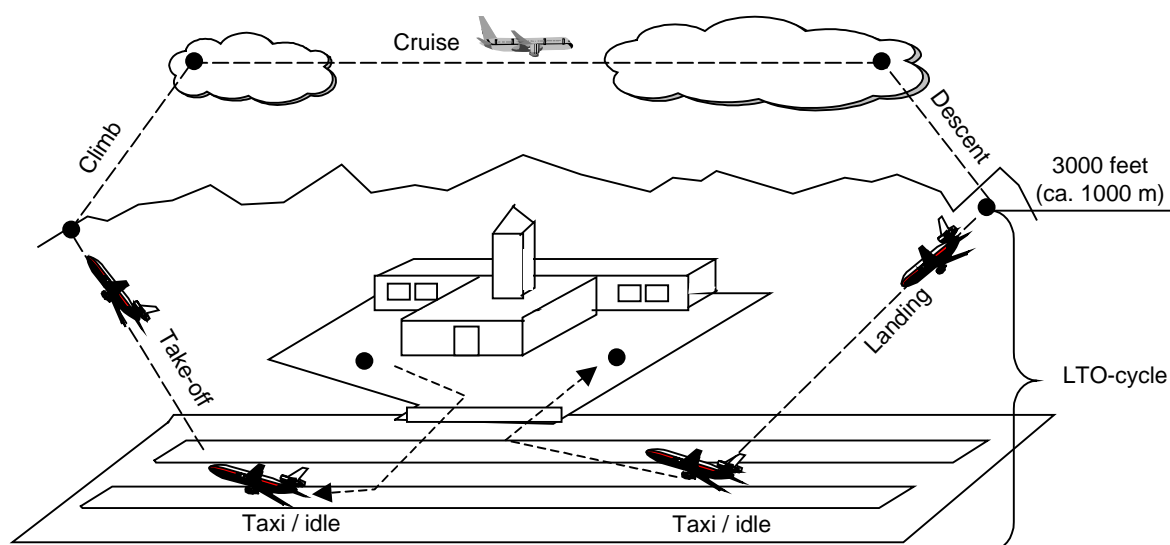 Cruise
Climb
Descent
3000 feet
(ca. 1000 m)
Take-off
Landing
LTO-cycle
Taxi / idle
Taxi / idle